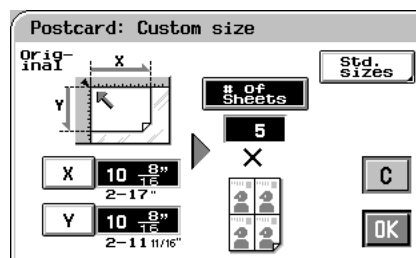 Postcard: Custom size
Orig-
inal
X
Y
# of
Sheets
5
Std.
sizes
X
10 8/16"
2-17"
Y
10 8/16"
2-11 11/16"
C
OK